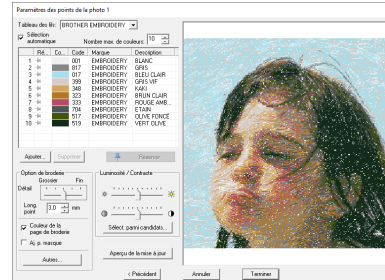 Paramètres des points de la photo 1
Tableau des fils: BROTHER EMBROIDERY
Sélection automatique
Nombre max. de couleurs: 10
Ré... Co... Code Marque Description
1 001 EMBROIDERY BLANC
2 817 EMBROIDERY GRIS
3 017 EMBROIDERY BLEU CLAIR
4 399 EMBROIDERY GRIS VIF
5 348 EMBROIDERY KAKI
6 323 EMBROIDERY BRUN CLAIR
7 333 EMBROIDERY ROUGE AMB...
8 704 EMBROIDERY ETAIN
9 517 EMBROIDERY OLIVE FONCÉ
10 519 EMBROIDERY VERT OLIVE
Ajouter... Supprimer Réserver
Option de broderie
Grossier Fin
Détail
Long. point 3,0 mm
Couleur de la page de broderie
Aj. p. masque
Autres...
Luminosité / Contraste
Sélect. parmi candidats...
Aperçu de la mise à jour
< Précédent Annuler Terminer